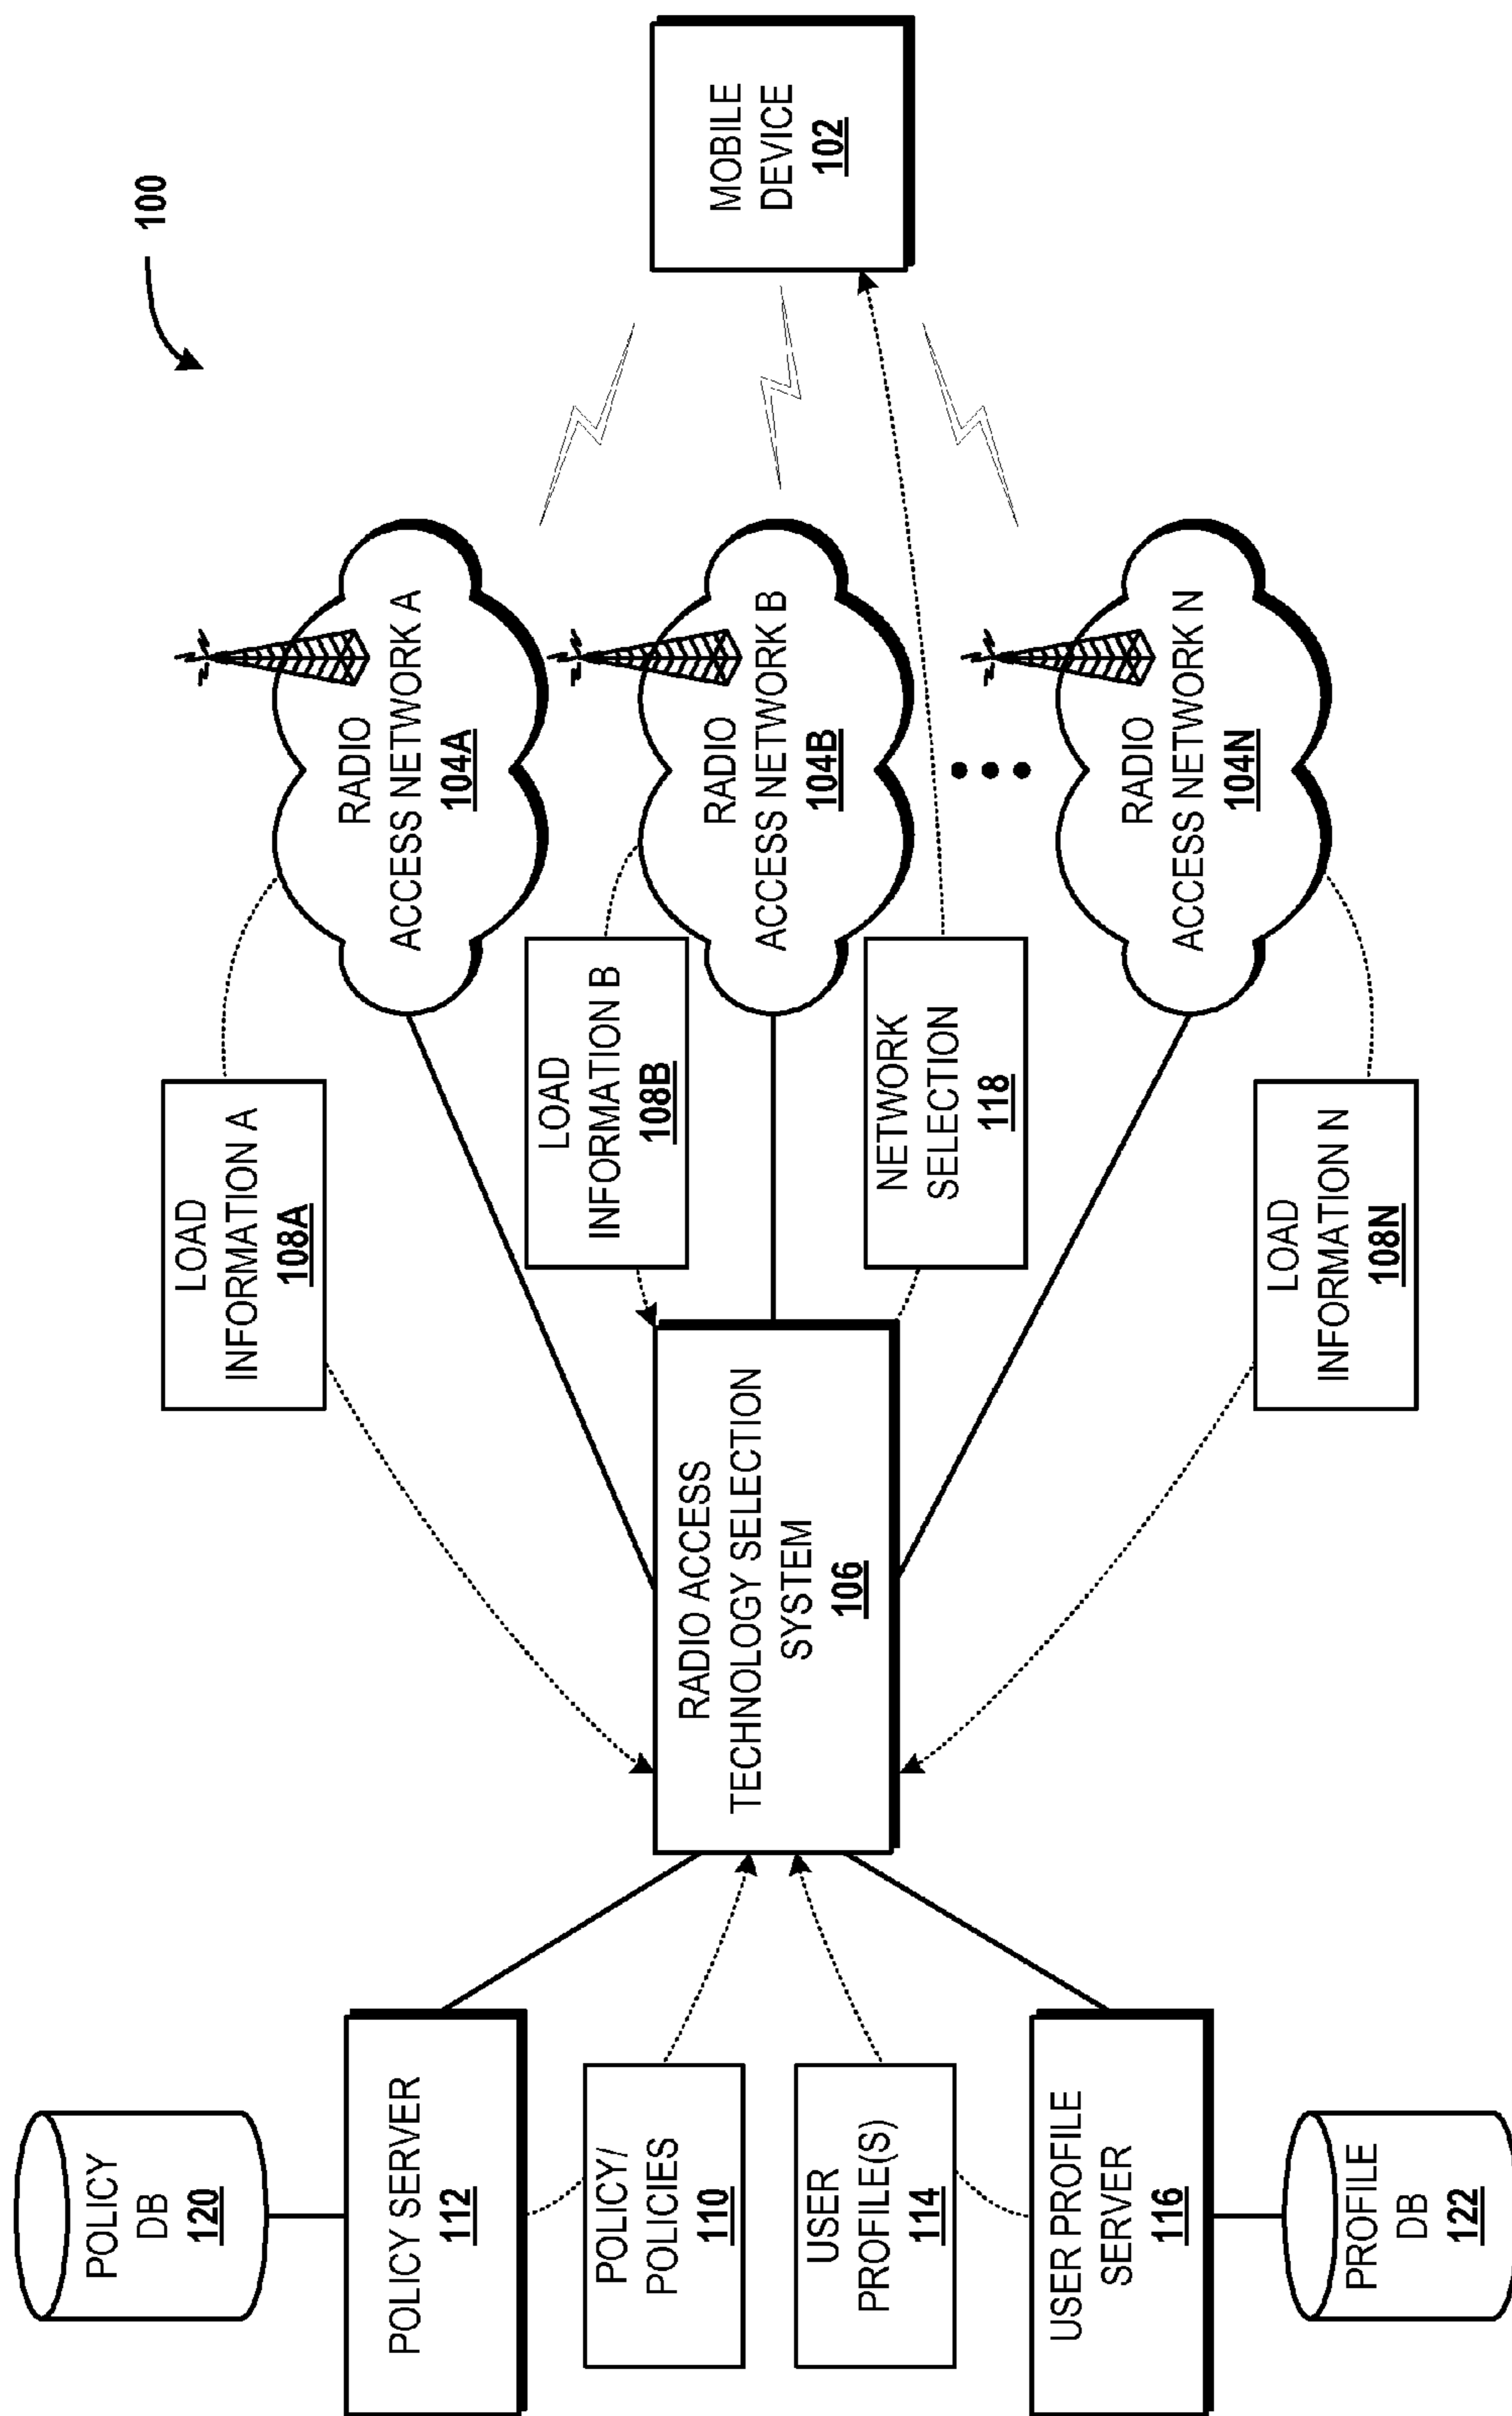 100
POLICY
DB
120
POLICY SERVER
112
POLICY/
POLICIES
110
USER
PROFILE(S)
114
USER PROFILE
SERVER
116
PROFILE
DB
122
RADIO ACCESS
TECHNOLOGY SELECTION
SYSTEM
106
LOAD
INFORMATION A
108A
LOAD
INFORMATION B
108B
NETWORK
SELECTION
118
LOAD
INFORMATION N
108N
RADIO
ACCESS NETWORK A
104A
RADIO
ACCESS NETWORK B
104B
RADIO
ACCESS NETWORK N
104N
MOBILE
DEVICE
102